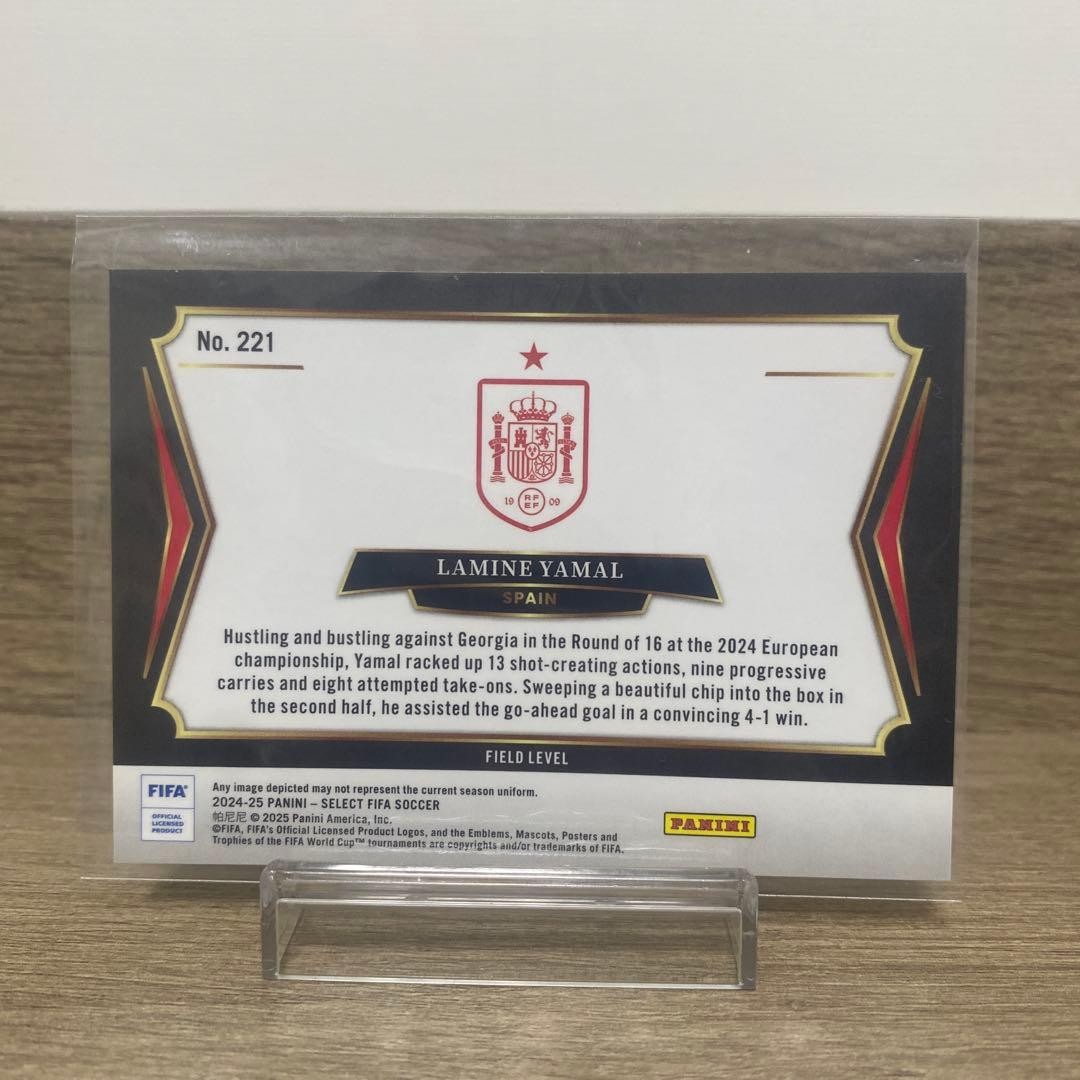 No. 221
19 RF EF 09
LAMINE YAMAL
SPAIN
Hustling and bustling against Georgia in the Round of 16 at the 2024 European
championship, Yamal racked up 13 shot-creating actions, nine progressive
carries and eight attempted take-ons. Sweeping a beautiful chip into the box in
the second half, he assisted the go-ahead goal in a convincing 4-1 win.
FIELD LEVEL
FIFA®
OFFICIAL
LICENSED
PRODUCT
Any image depicted may not represent the current season uniform.
2024-25 PANINI – SELECT FIFA SOCCER
帕尼尼 © 2025 Panini America, Inc.
©FIFA, FIFA's Official Licensed Product Logos, and the Emblems, Mascots, Posters and
Trophies of the FIFA World Cup™ tournaments are copyrights and/or trademarks of FIFA.
PANINI